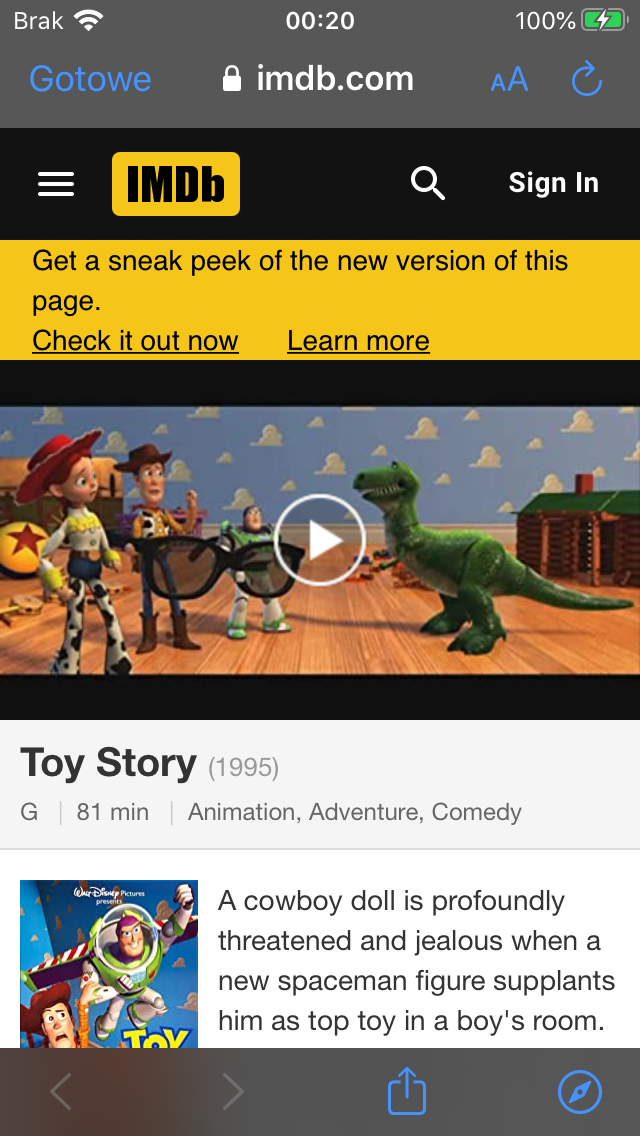 Brak 00:20 100%
Gotowe imdb.com AA
IMDb Sign In
Get a sneak peek of the new version of this
page.
Check it out now Learn more
Toy Story (1995)
G 81 min Animation, Adventure, Comedy
WALT DISNEY Pictures
presents
A cowboy doll is profoundly
threatened and jealous when a
new spaceman figure supplants
him as top toy in a boy's room.
TOY